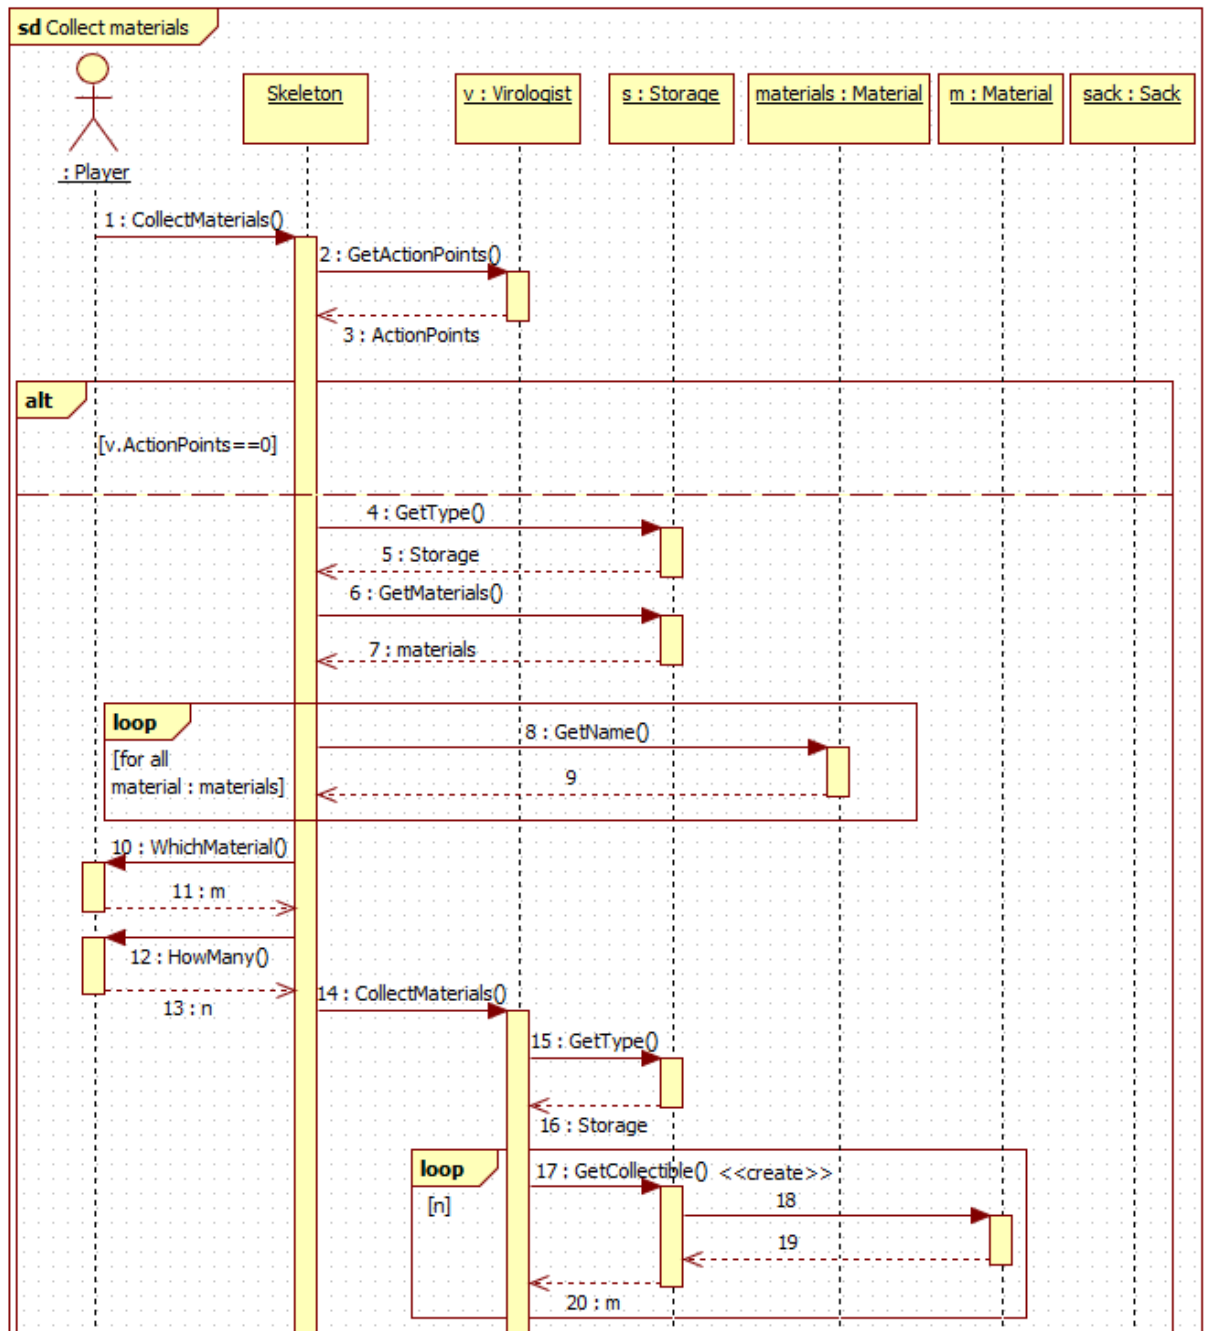 sd Collect materials
: Player
Skeleton
v : Virologist
s : Storage
materials : Material
m : Material
sack : Sack
1 : CollectMaterials()
2 : GetActionPoints()
3 : ActionPoints
alt
[v.ActionPoints==0]
4 : GetType()
5 : Storage
6 : GetMaterials()
7 : materials
loop
[for all
material : materials]
8 : GetName()
9
10 : WhichMaterial()
11 : m
12 : HowMany()
13 : n
14 : CollectMaterials()
15 : GetType()
16 : Storage
loop
[n]
17 : GetCollectible()
<<create>>
18
19
20 : m